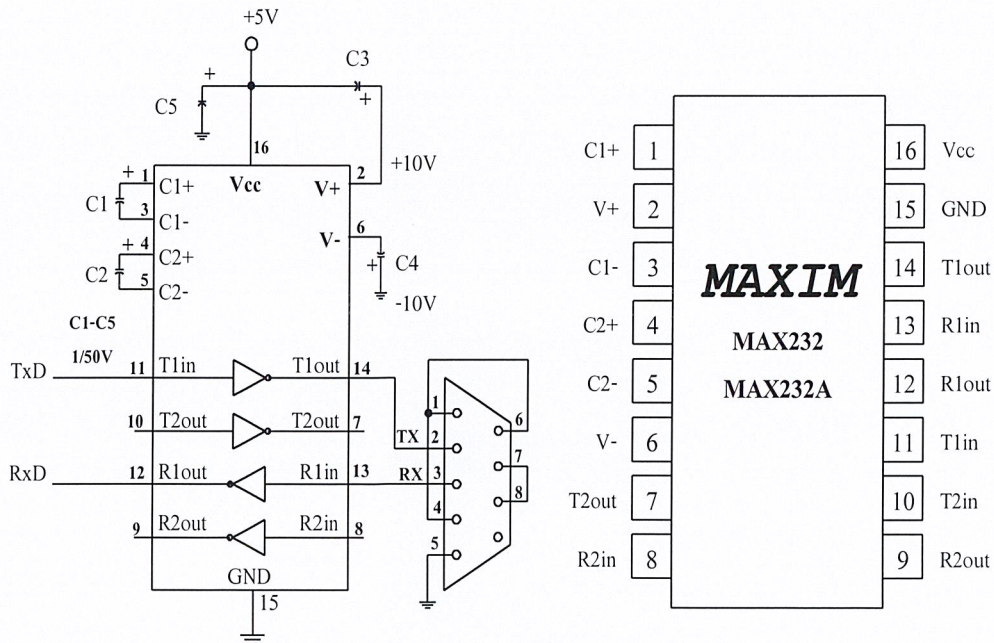 +5V
C3
+
+
C5
16
+10V
Vcc
V+
2
+
1
C1+
C1
3
C1-
V-
6
+
4
C2+
C2
5
C2-
+
C4
-10V
C1-C5
1/50V
TxD
11
T1in
T1out
14
10
T2out
T2out
7
TX
RxD
12
R1out
R1in
13
RX
9
R2out
R2in
8
GND
15
1
2
3
4
5
6
7
8
C1+ 1
V+ 2
C1- 3
C2+ 4
C2- 5
V- 6
T2out 7
R2in 8
MAXIM
MAX232
MAX232A
16 Vcc
15 GND
14 T1out
13 R1in
12 R1out
11 T1in
10 T2in
9 R2out